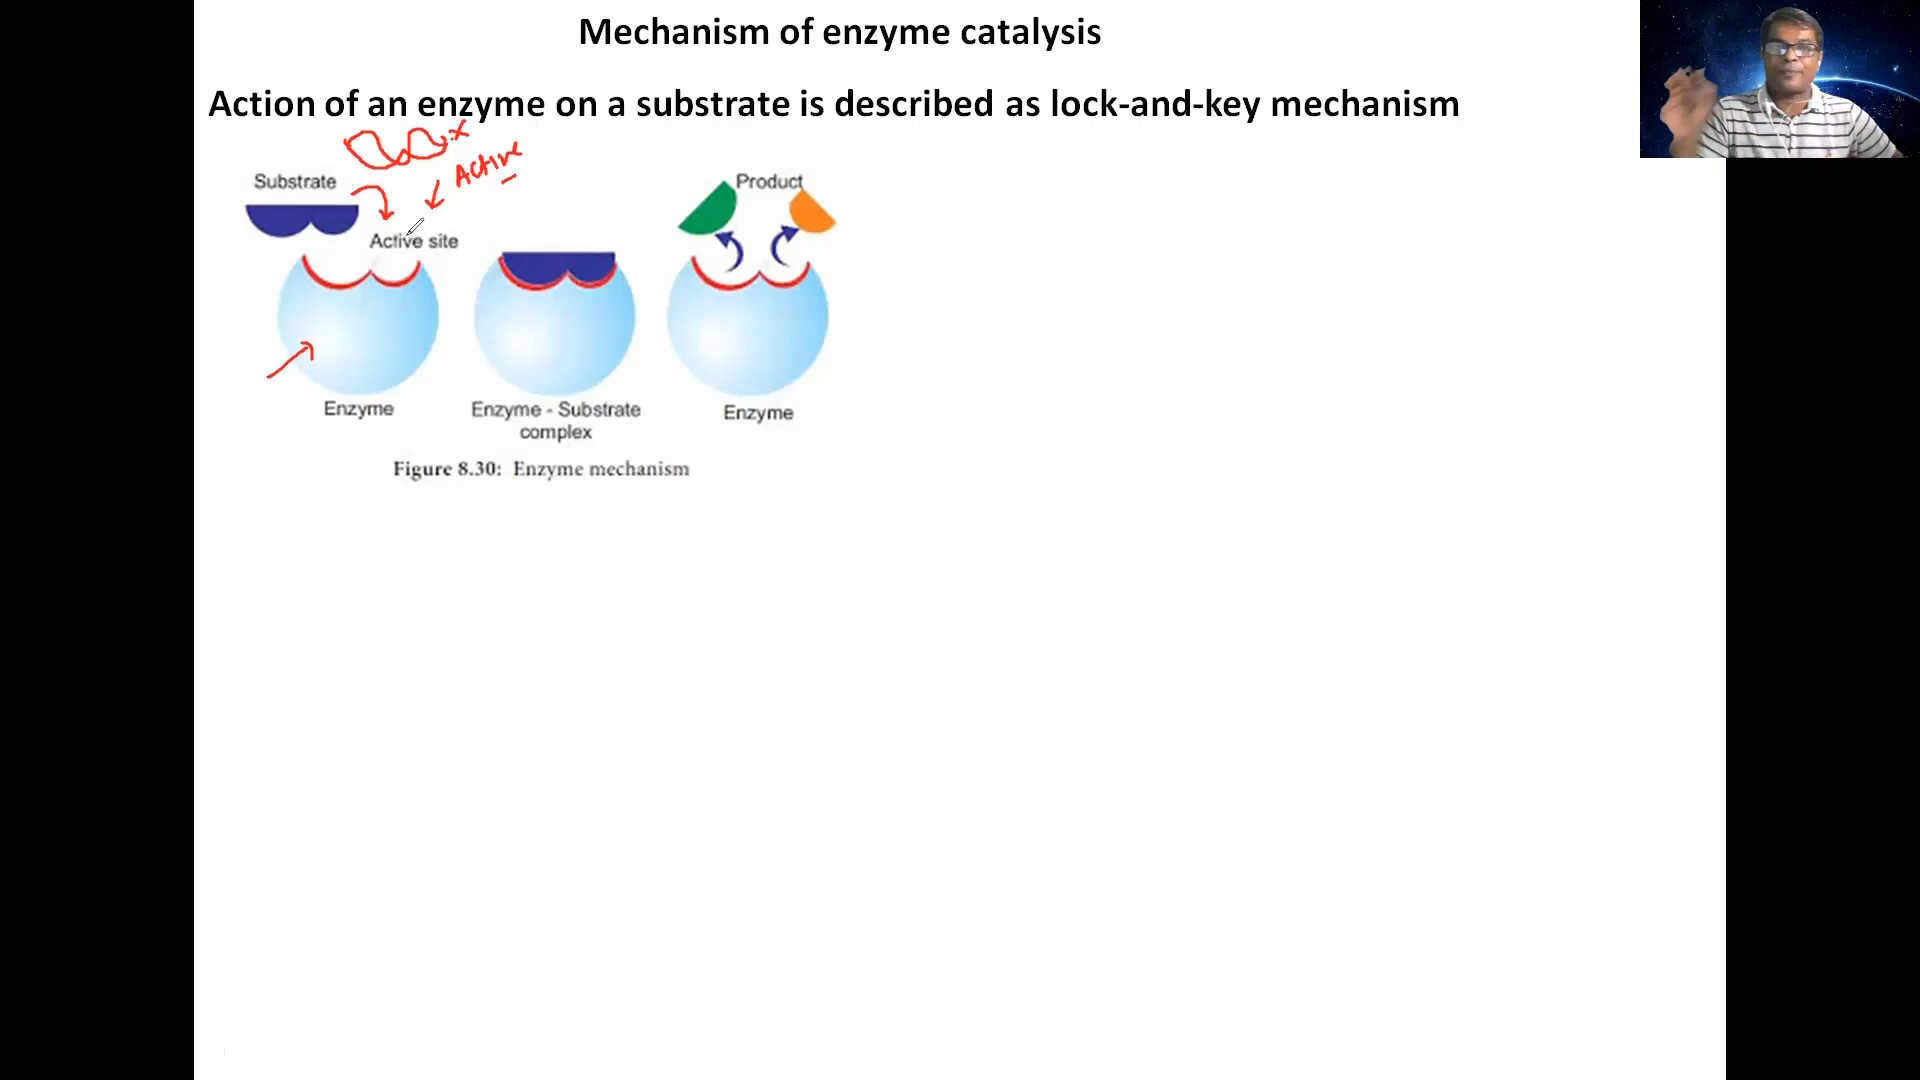 Mechanism of enzyme catalysis
Action of an enzyme on a substrate is described as lock-and-key mechanism
x
Active
Substrate
Product
Active site
Enzyme
Enzyme - Substrate
complex
Enzyme
Figure 8.30: Enzyme mechanism